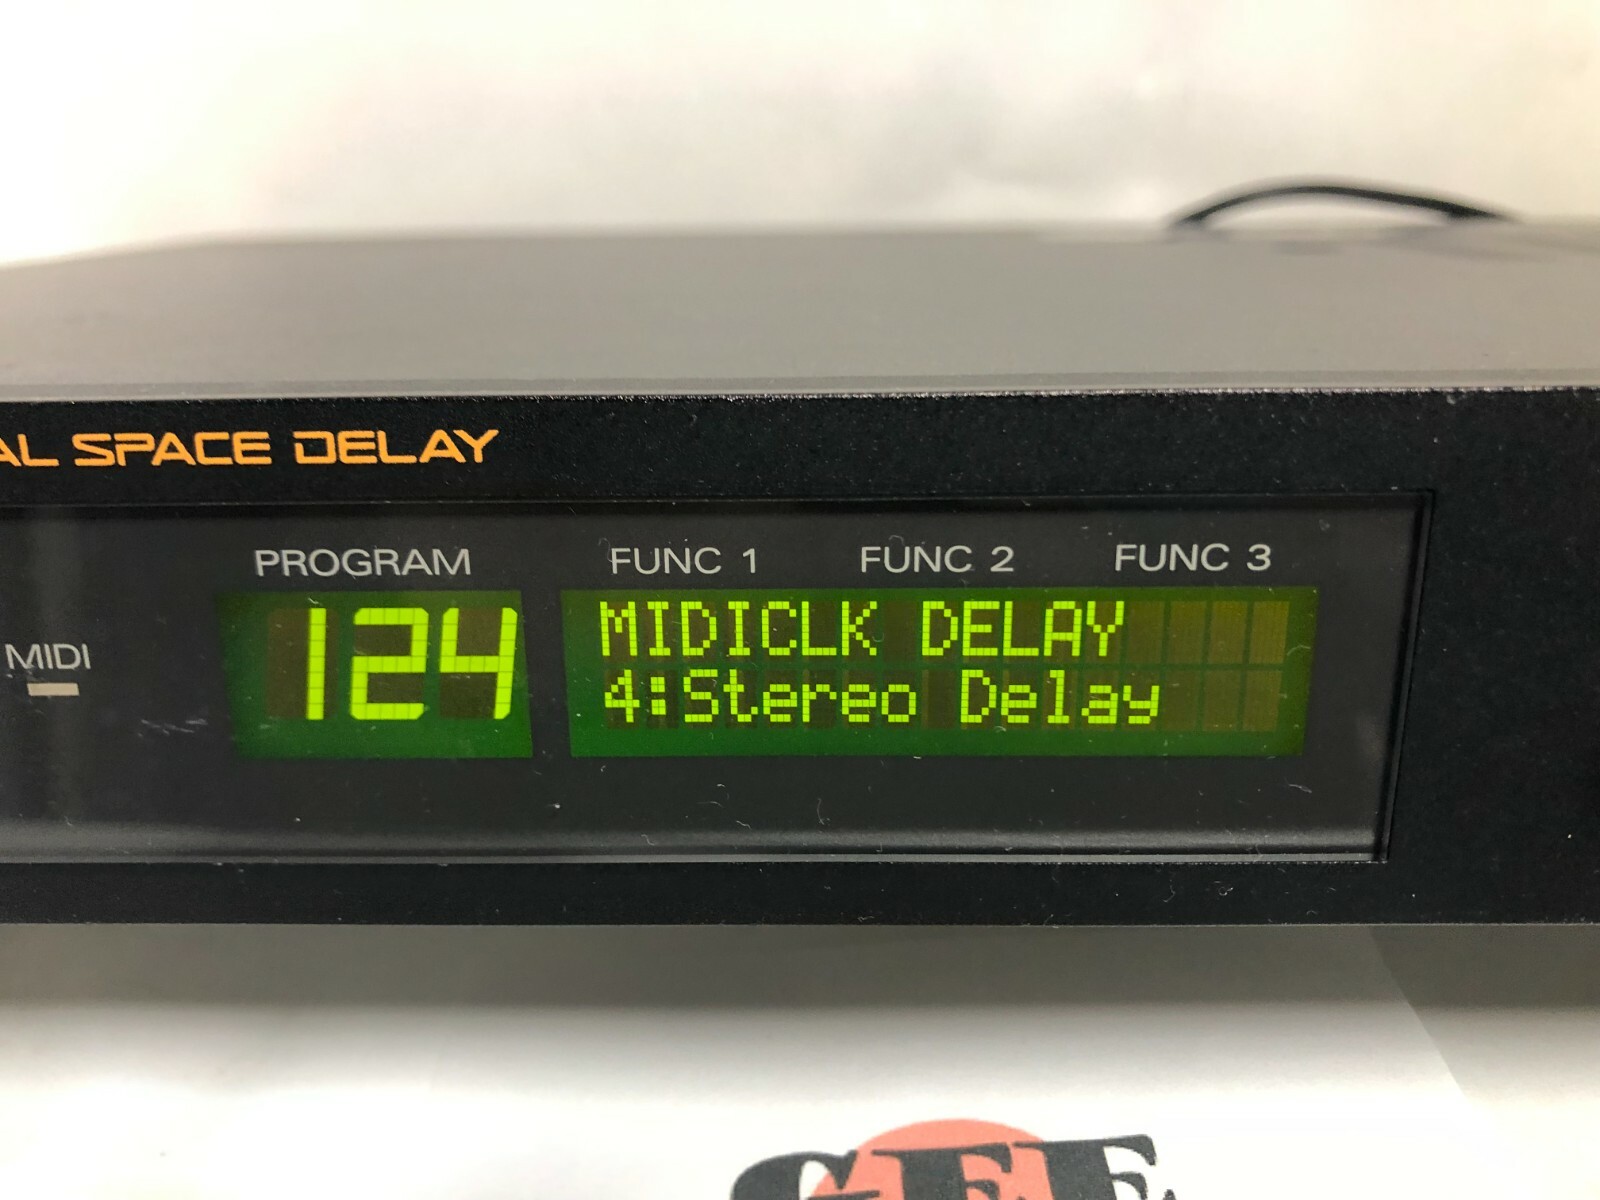 AL SPACE DELAY
PROGRAM FUNC 1 FUNC 2 FUNC 3
MIDI
124
MIDICLK DELAY
4:Stereo Delay